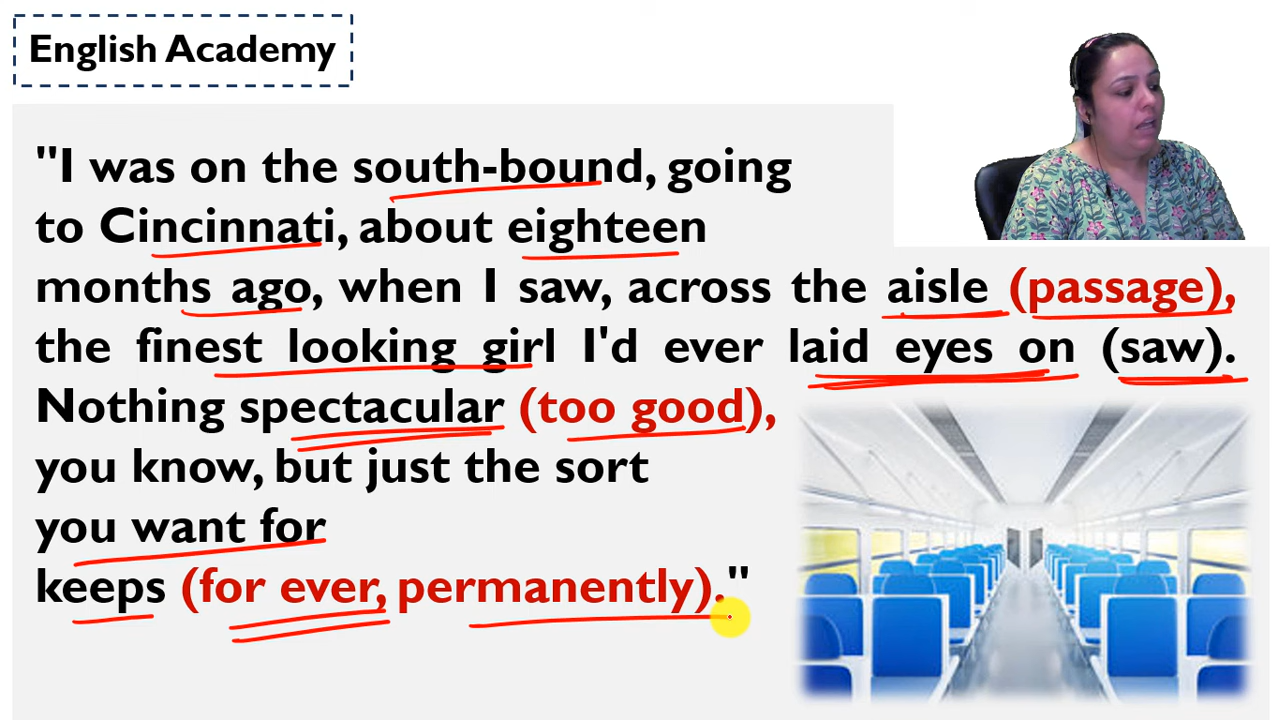 English Academy
"I was on the south-bound, going
to Cincinnati, about eighteen
months ago, when I saw, across the aisle (passage),
the finest looking girl I'd ever laid eyes on (saw).
Nothing spectacular (too good),
you know, but just the sort
you want for
keeps (for ever, permanently)."